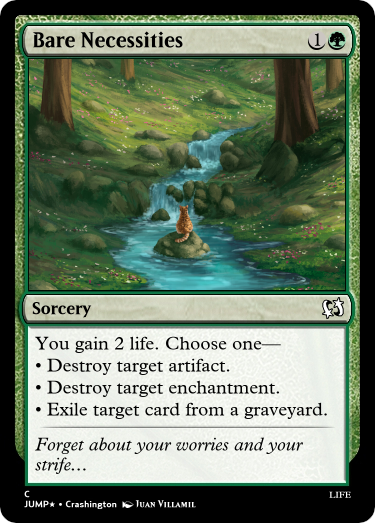 Bare Necessities 1
Sorcery
You gain 2 life. Choose one—
• Destroy target artifact.
• Destroy target enchantment.
• Exile target card from a graveyard.
Forget about your worries and your
strife…
C
LIFE
JUMP★ • Crashington Juan Villamil